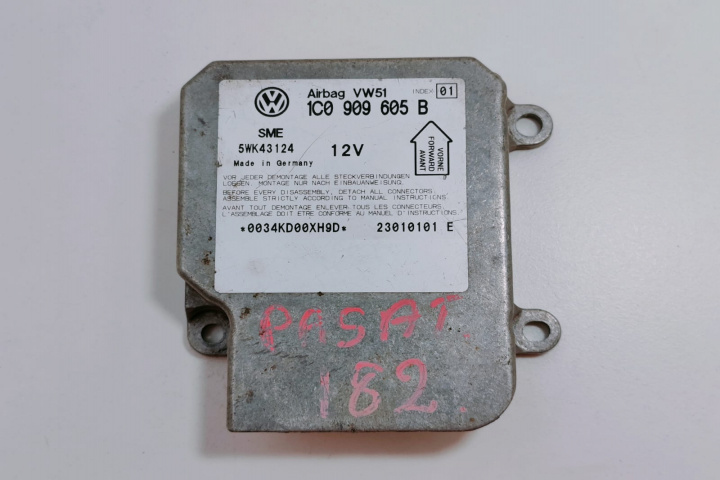 Airbag VW51 INDEX 01
1C0 909 605 B
SME
5WK43124 12V
Made in Germany
VORNE
FORWARD
AVANT
VOR JEDER DEMONTAGE ALLE STECKVERBINDUNGEN
LOESEN. MONTAGE NUR NACH EINBAUANWEISUNG.
BEFORE EVERY DISASSEMBLY, DETACH ALL CONNECTORS.
ASSEMBLE STRICTLY ACCORDING TO MANUAL INSTRUCTIONS
AVANT TOUT DEMONTAGE ENLEVER TOUS LES CONNECTEURS.
L'ASSEMBLAGE DOIT ETRE CONFORME AU MANUEL D'INSTRUCTIONS.
*0034KD00XH9D* 23010101 E
PASAT.
182.